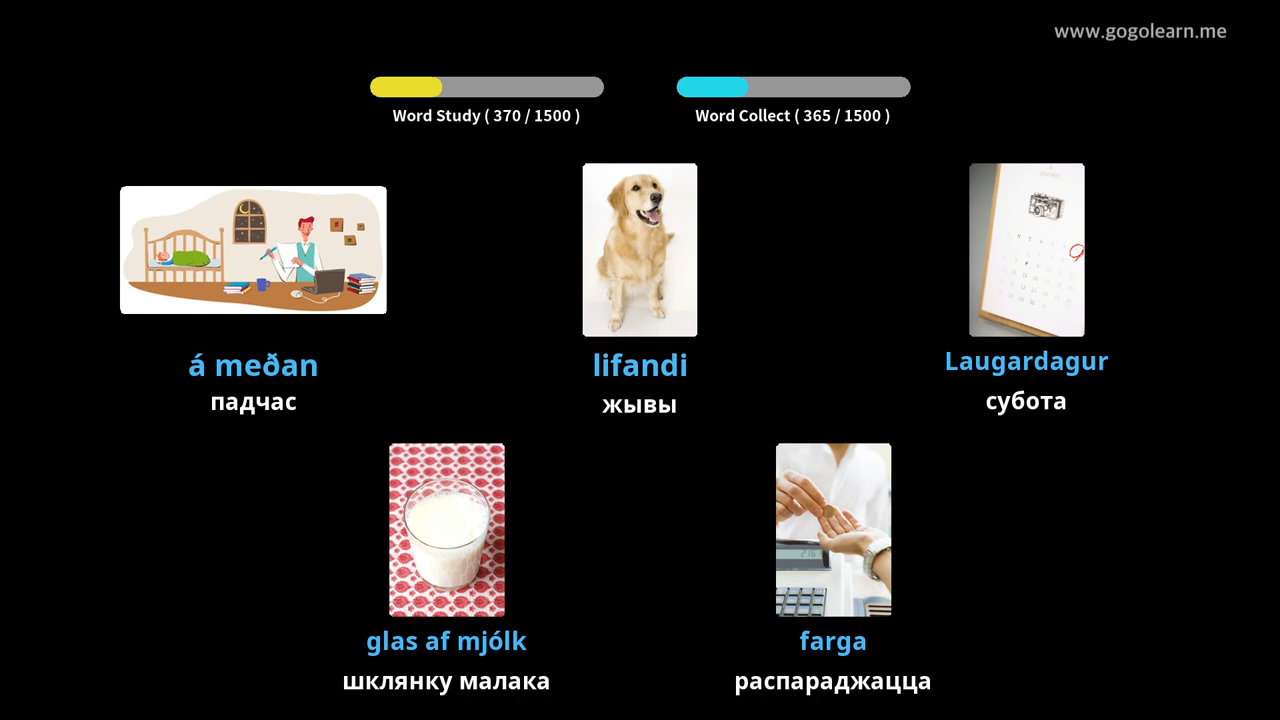 www.gogolearn.me
Word Study ( 370 / 1500 )
Word Collect ( 365 / 1500 )
á meðan
падчас
lifandi
жывы
Laugardagur
субота
glas af mjólk
шклянку малака
farga
распараджацца